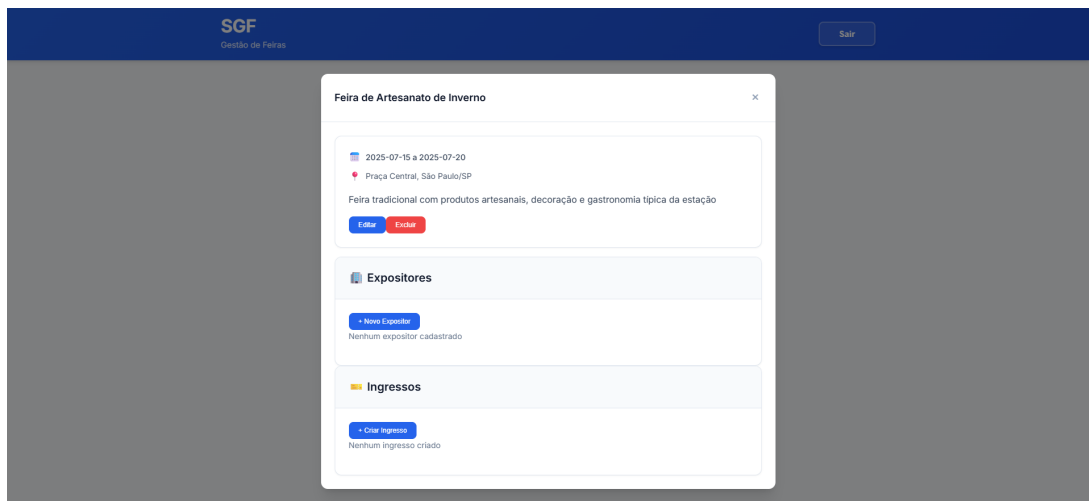 SGF
Gestão de Feiras
Sair
Feira de Artesanato de Inverno
×
2025-07-15 a 2025-07-20
Praça Central, São Paulo/SP
Feira tradicional com produtos artesanais, decoração e gastronomia típica da estação
Editar Excluir
Expositores
+ Novo Expositor
Nenhum expositor cadastrado
Ingressos
+ Criar Ingresso
Nenhum ingresso criado